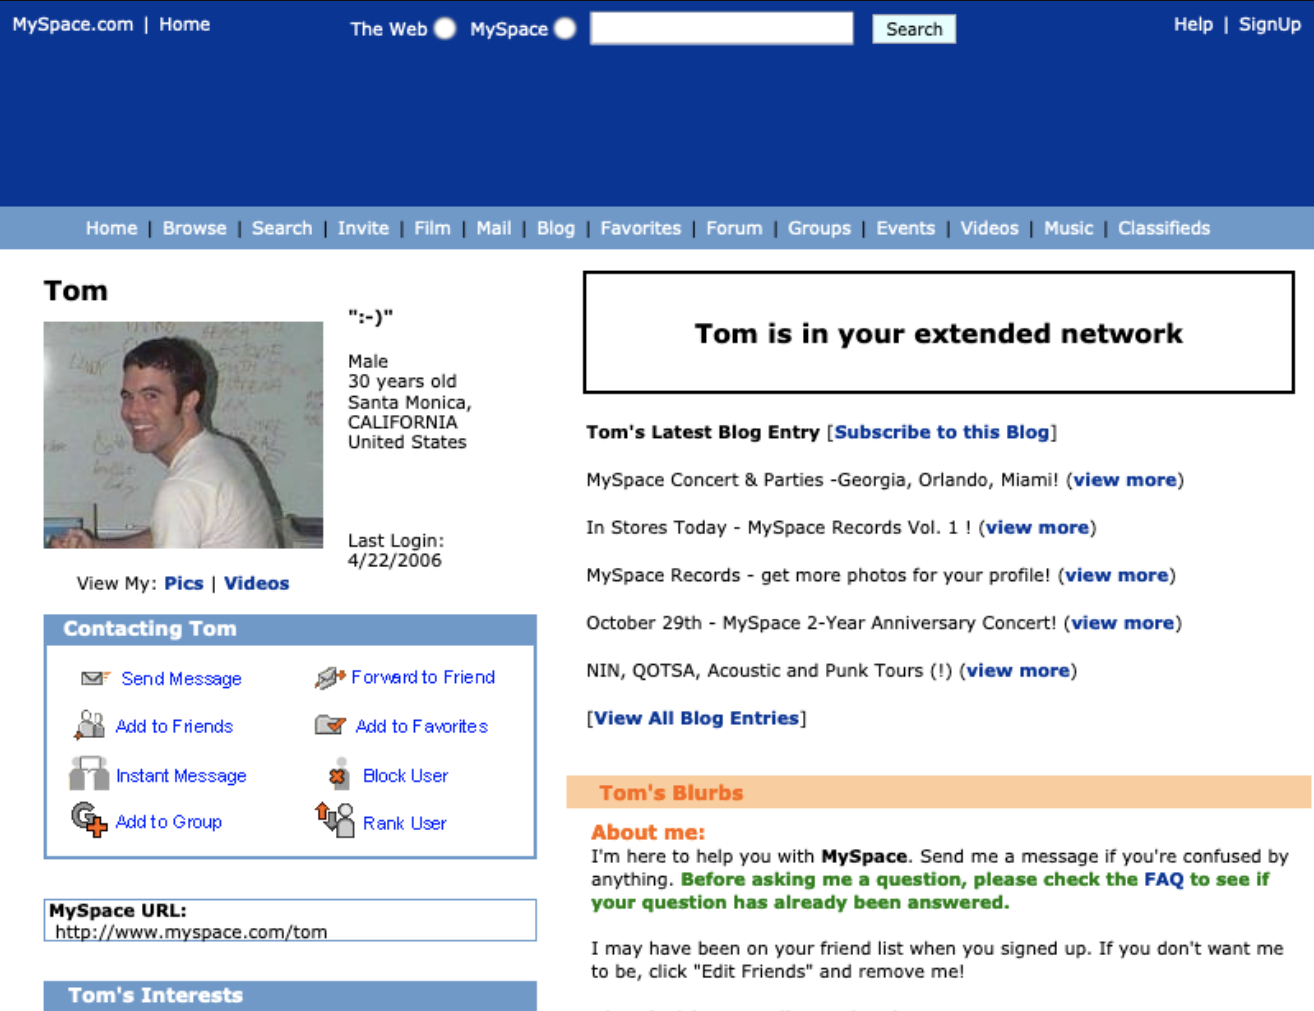 MySpace.com | Home
The Web MySpace Search
Help | SignUp
Home | Browse | Search | Invite | Film | Mail | Blog | Favorites | Forum | Groups | Events | Videos | Music | Classifieds
Tom
":-)"
Male
30 years old
Santa Monica,
CALIFORNIA
United States
Last Login:
4/22/2006
View My: Pics | Videos
Contacting Tom
Send Message
Forward to Friend
Add to Friends
Add to Favorites
Instant Message
Block User
Add to Group
Rank User
MySpace URL:
http://www.myspace.com/tom
Tom's Interests
Tom is in your extended network
Tom's Latest Blog Entry [Subscribe to this Blog]
MySpace Concert & Parties -Georgia, Orlando, Miami! (view more)
In Stores Today - MySpace Records Vol. 1 ! (view more)
MySpace Records - get more photos for your profile! (view more)
October 29th - MySpace 2-Year Anniversary Concert! (view more)
NIN, QOTSA, Acoustic and Punk Tours (!) (view more)
[View All Blog Entries]
Tom's Blurbs
About me:
I'm here to help you with MySpace. Send me a message if you're confused by
anything. Before asking me a question, please check the FAQ to see if
your question has already been answered.
I may have been on your friend list when you signed up. If you don't want me
to be, click "Edit Friends" and remove me!